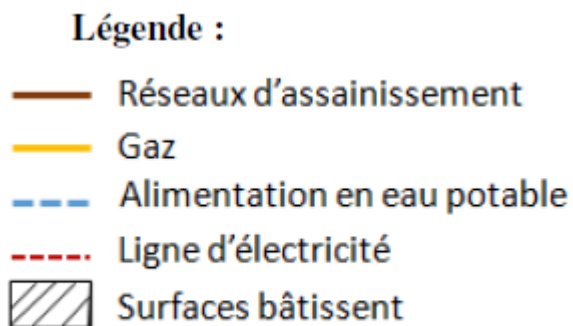 Légende :
Réseaux d'assainissement
Gaz
Alimentation en eau potable
Ligne d'électricité
Surfaces bâtissent